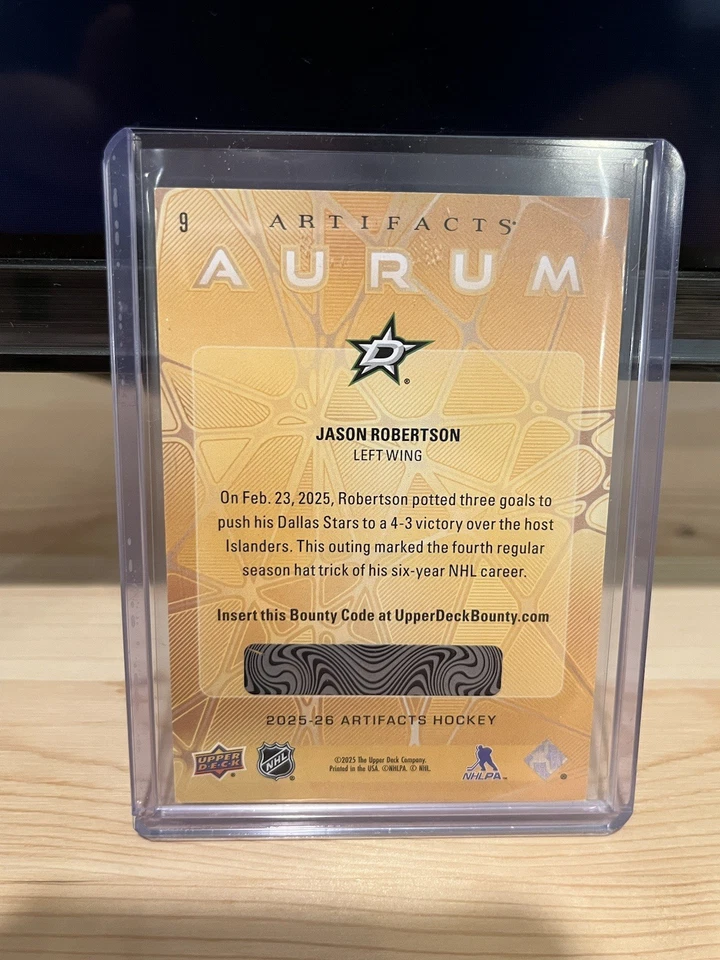 9
ARTIFACTS
AURUM
D
®
JASON ROBERTSON
LEFT WING
On Feb. 23, 2025, Robertson potted three goals to
push his Dallas Stars to a 4-3 victory over the host
Islanders. This outing marked the fourth regular
season hat trick of his six-year NHL career.
Insert this Bounty Code at UpperDeckBounty.com
2025-26 ARTIFACTS HOCKEY
UPPER
D·E·C·K
®
NHL
©2025 The Upper Deck Company.
Printed in the USA. ©NHLPA. © NHL.
NHLPA™
®